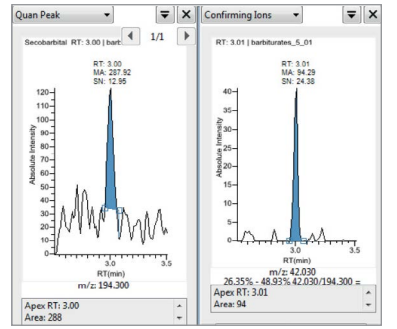 Quan Peak
Secobarbital RT: 3.00 | barb
1/1
RT: 3.00
MA: 287.92
SN: 12.95
Absolute Intensity
120
110
100
90
80
70
60
50
40
30
20
10
0
3.0
3.5
RT(min)
m/z: 194.300
Apex RT: 3.00
Area: 288
Confirming Ions
RT: 3.01 | barbiturates_5_01
RT: 3.01
MA: 94.29
SN: 24.38
Absolute Intensity
40
35
30
25
20
15
10
5
0
3.0
3.5
RT(min)
m/z: 42.030
26.35% - 48.93% 42.030/194.300 =
Apex RT: 3.01
Area: 94